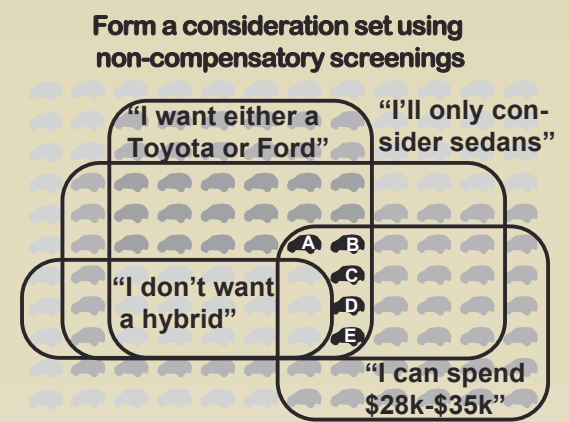 Form a consideration set using
non-compensatory screenings
“I want either a
Toyota or Ford”
“I’ll only con-
sider sedans”
A
B
C
D
E
“I don’t want
a hybrid”
“I can spend
$28k-$35k”